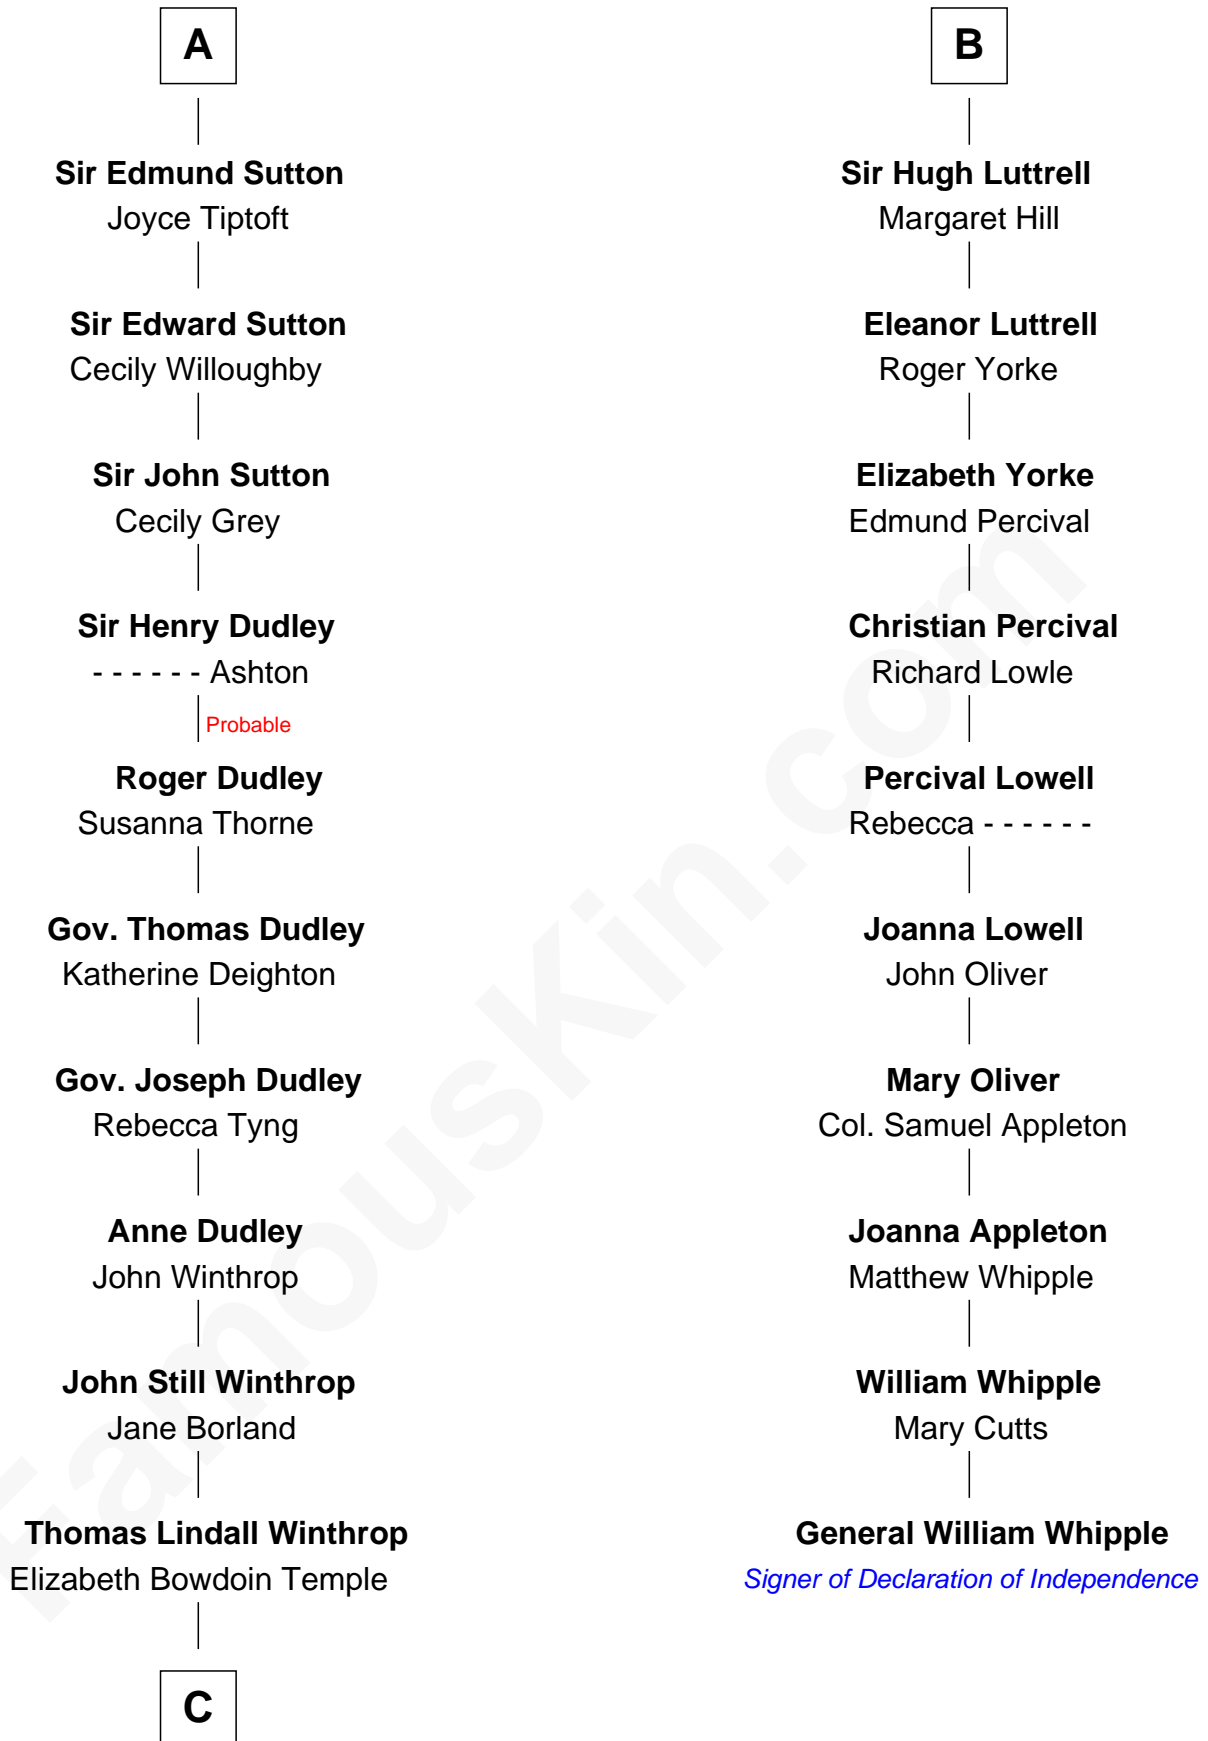 A
Sir Edmund Sutton
Joyce Tiptoft
Sir Edward Sutton
Cecily Willoughby
Sir John Sutton
Cecily Grey
Sir Henry Dudley
- - - - - - Ashton
Probable
Roger Dudley
Susanna Thorne
Gov. Thomas Dudley
Katherine Deighton
Gov. Joseph Dudley
Rebecca Tyng
Anne Dudley
John Winthrop
John Still Winthrop
Jane Borland
Thomas Lindall Winthrop
Elizabeth Bowdoin Temple
C
B
Sir Hugh Luttrell
Margaret Hill
Eleanor Luttrell
Roger Yorke
Elizabeth Yorke
Edmund Percival
Christian Percival
Richard Lowle
Percival Lowell
Rebecca - - - - - -
Joanna Lowell
John Oliver
Mary Oliver
Col. Samuel Appleton
Joanna Appleton
Matthew Whipple
William Whipple
Mary Cutts
General William Whipple
Signer of Declaration of Independence
FamousKin.com